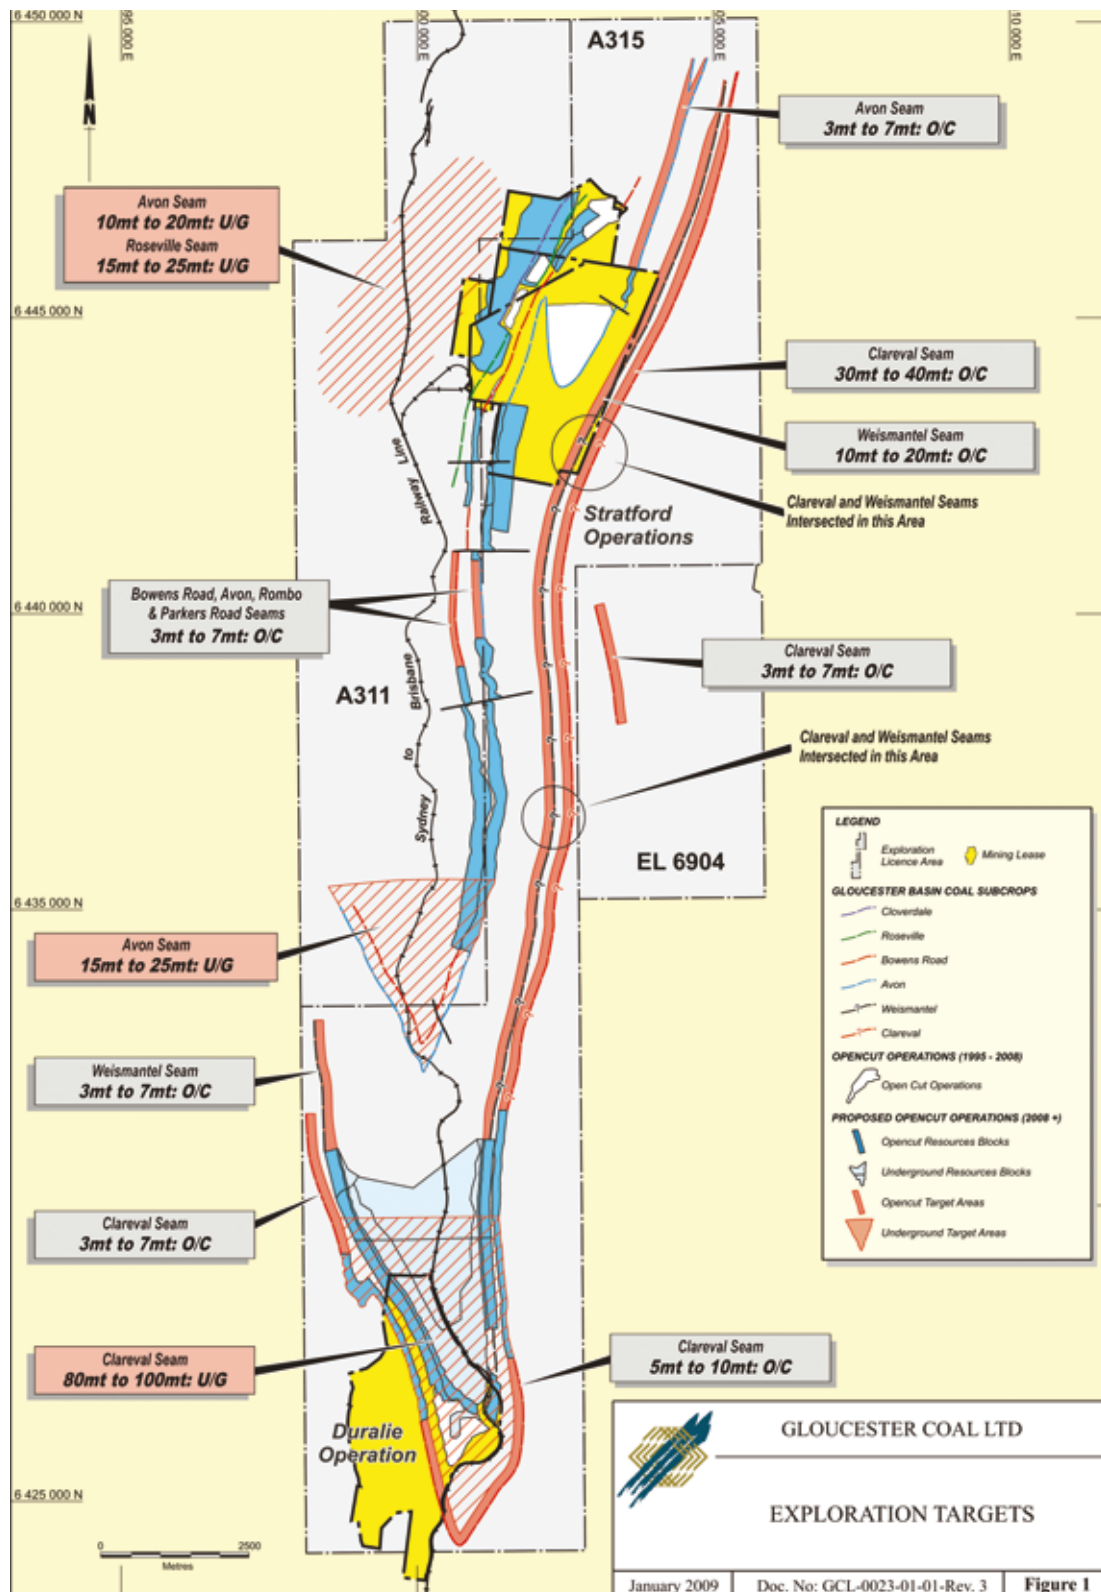 6 450 000 N
95 000 E
00 000 E
05 000 E
10 000 E
A315
N
Avon Seam
3mt to 7mt: O/C
Avon Seam
10mt to 20mt: U/G
Roseville Seam
15mt to 25mt: U/G
6 445 000 N
Clareval Seam
30mt to 40mt: O/C
Weismantel Seam
10mt to 20mt: O/C
Clareval and Weismantel Seams
Intersected in this Area
Stratford
Operations
Sydney to Brisbane Railway Line
Bowens Road, Avon, Rombo
& Parkers Road Seams
3mt to 7mt: O/C
6 440 000 N
Clareval Seam
3mt to 7mt: O/C
A311
Clareval and Weismantel Seams
Intersected in this Area
EL 6904
6 435 000 N
Avon Seam
15mt to 25mt: U/G
Weismantel Seam
3mt to 7mt: O/C
Clareval Seam
3mt to 7mt: O/C
Clareval Seam
80mt to 100mt: U/G
Clareval Seam
5mt to 10mt: O/C
Duralie
Operation
6 425 000 N
0 2500
Metres
LEGEND
Exploration
Licence Area
Mining Lease
GLOUCESTER BASIN COAL SUBCROPS
Cloverdale
Roseville
Bowens Road
Avon
Weismantel
Clareval
OPENCUT OPERATIONS (1995 - 2008)
Open Cut Operations
PROPOSED OPENCUT OPERATIONS (2008 +)
Opencut Resources Blocks
Underground Resources Blocks
Opencut Target Areas
Underground Target Areas
GLOUCESTER COAL LTD
EXPLORATION TARGETS
January 2009
Doc. No: GCL-0023-01-01-Rev. 3
Figure 1